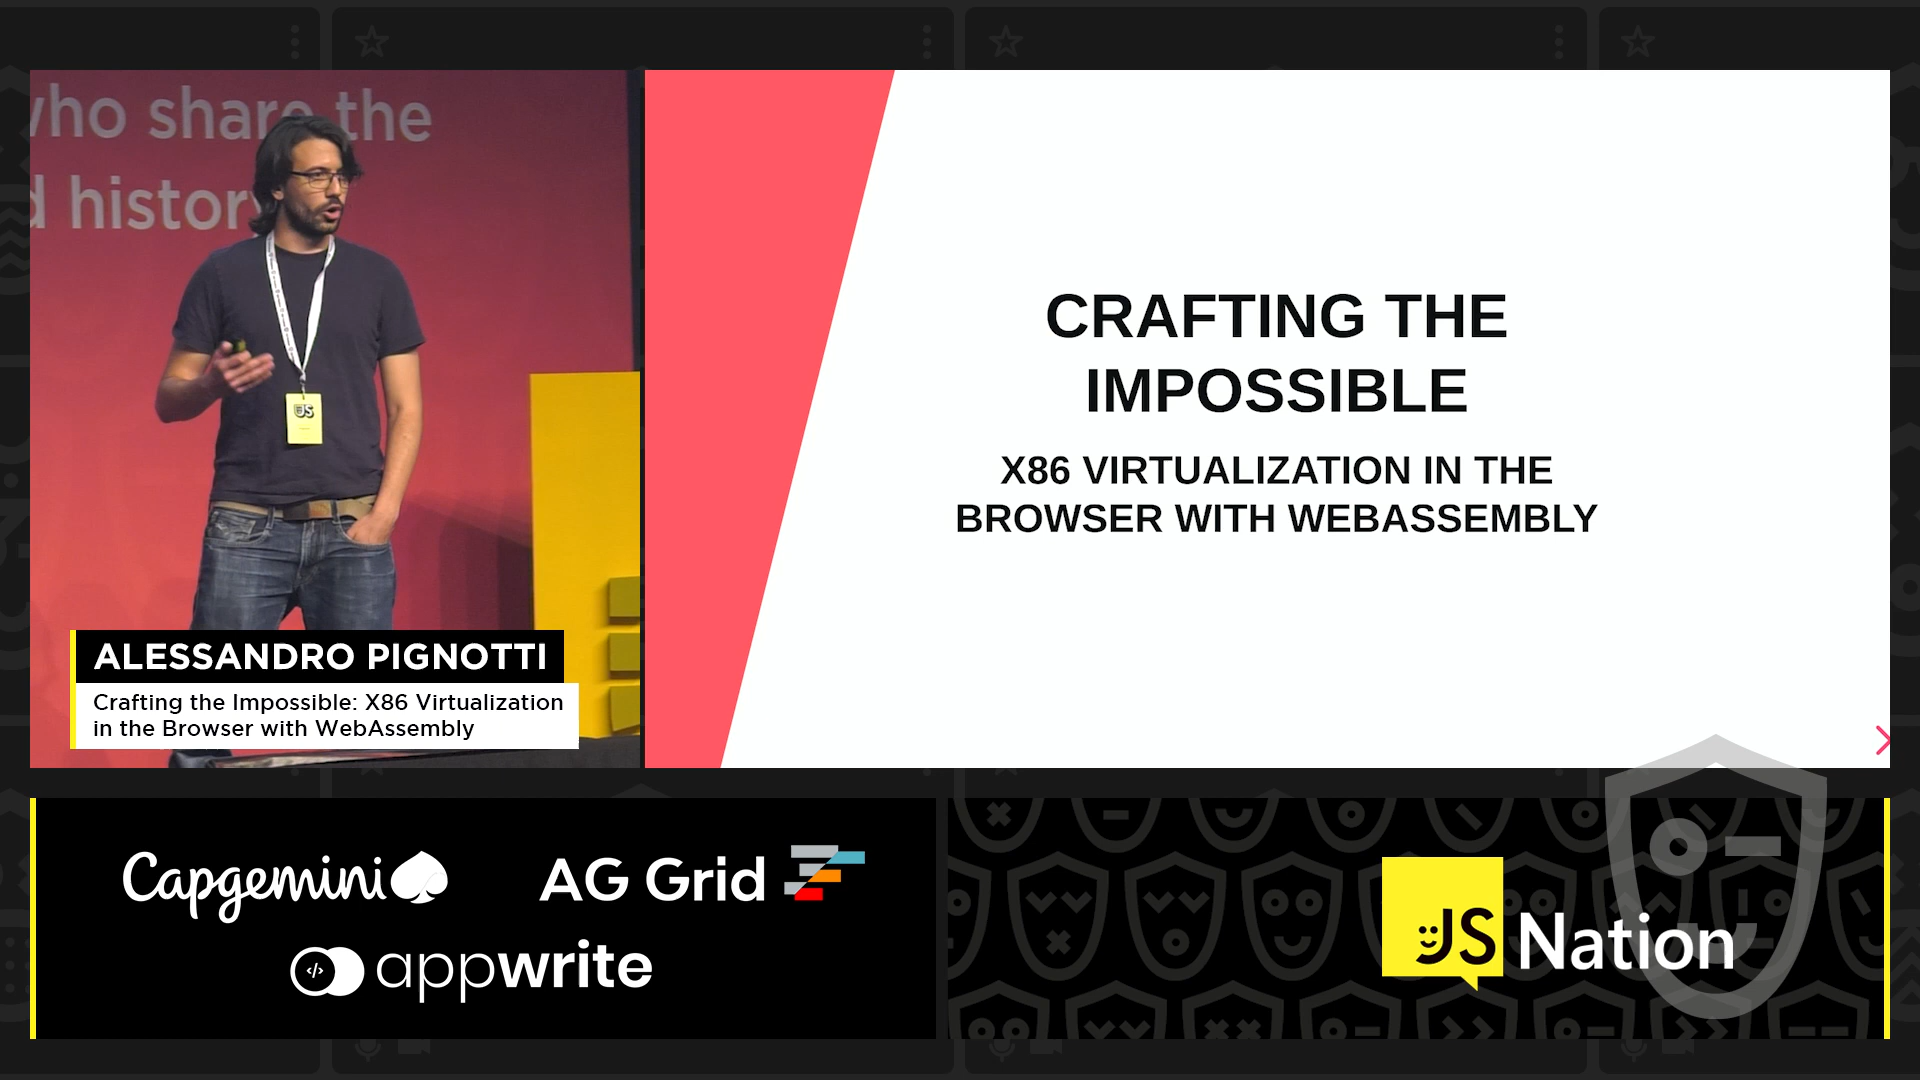 who share the
d history
JS
ALESSANDRO PIGNOTTI
Crafting the Impossible: X86 Virtualization
in the Browser with WebAssembly
CRAFTING THE
IMPOSSIBLE
X86 VIRTUALIZATION IN THE
BROWSER WITH WEBASSEMBLY
Capgemini
AG Grid
</> appwrite
JS Nation